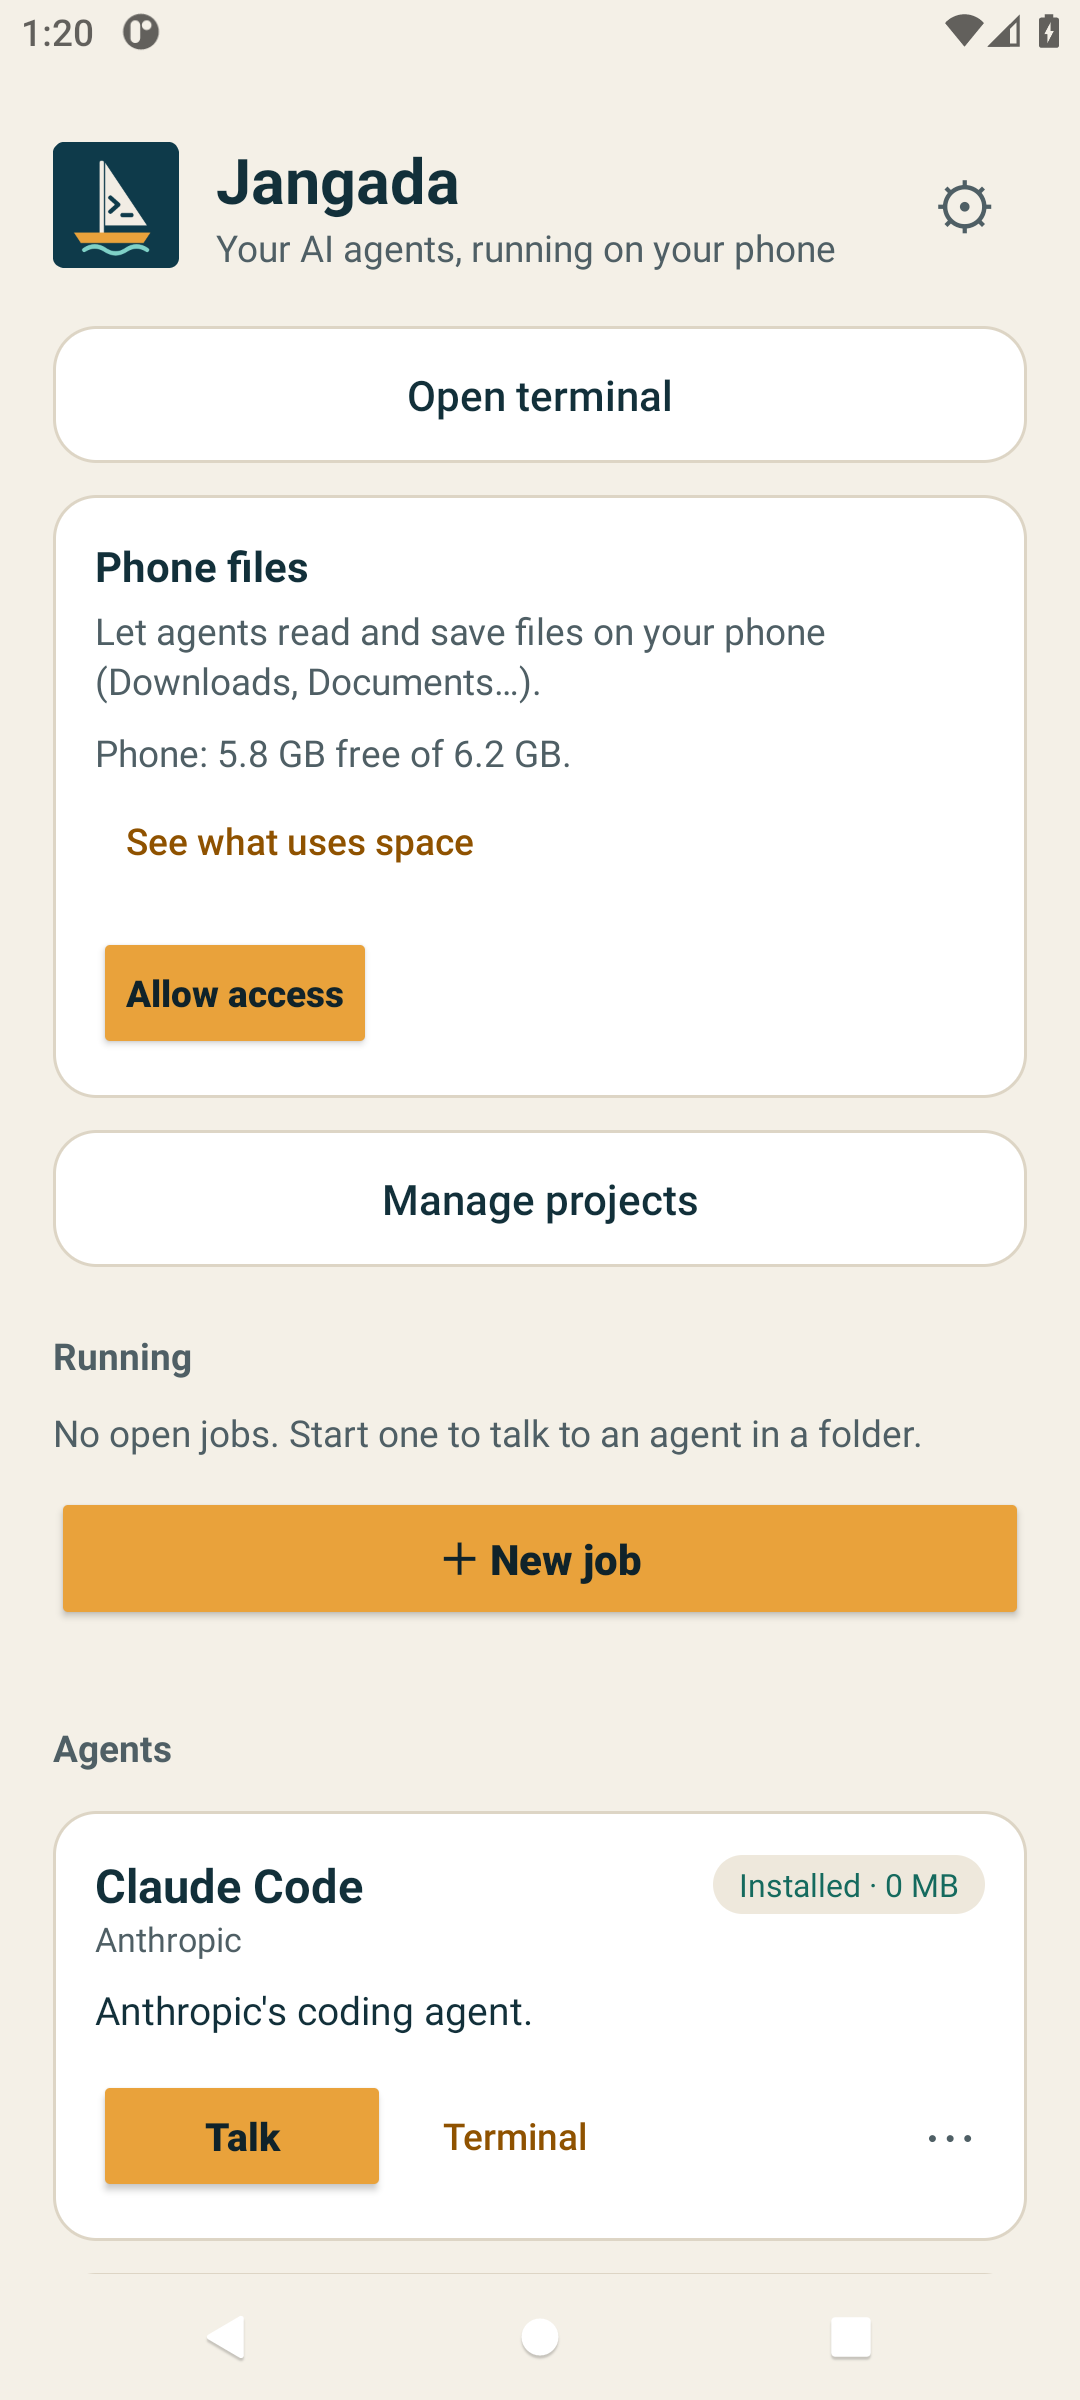 1:20
Jangada
Your AI agents, running on your phone
Open terminal
Phone files
Let agents read and save files on your phone
(Downloads, Documents…).
Phone: 5.8 GB free of 6.2 GB.
See what uses space
Allow access
Manage projects
Running
No open jobs. Start one to talk to an agent in a folder.
+ New job
Agents
Claude Code
Installed · 0 MB
Anthropic
Anthropic's coding agent.
Talk
Terminal